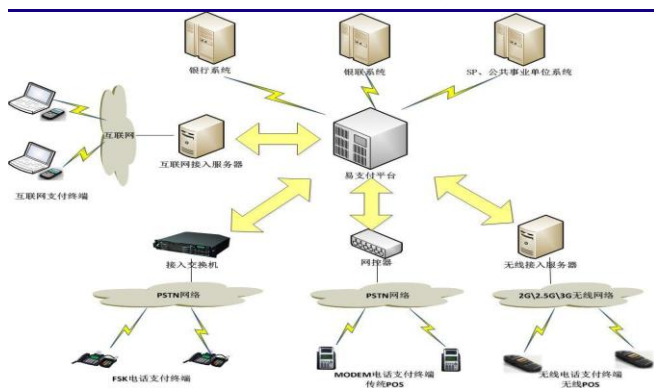 银行系统
银联系统
SP、公共事业单位系统
互联网
互联网接入服务器
易支付平台
互联网支付终端
接入交换机
网控器
无线接入服务器
PSTN网络
PSTN网络
2G\2.5G\3G无线网络
FSK电话支付终端
MODEM电话支付终端
传统POS
无线电话支付终端
无线POS